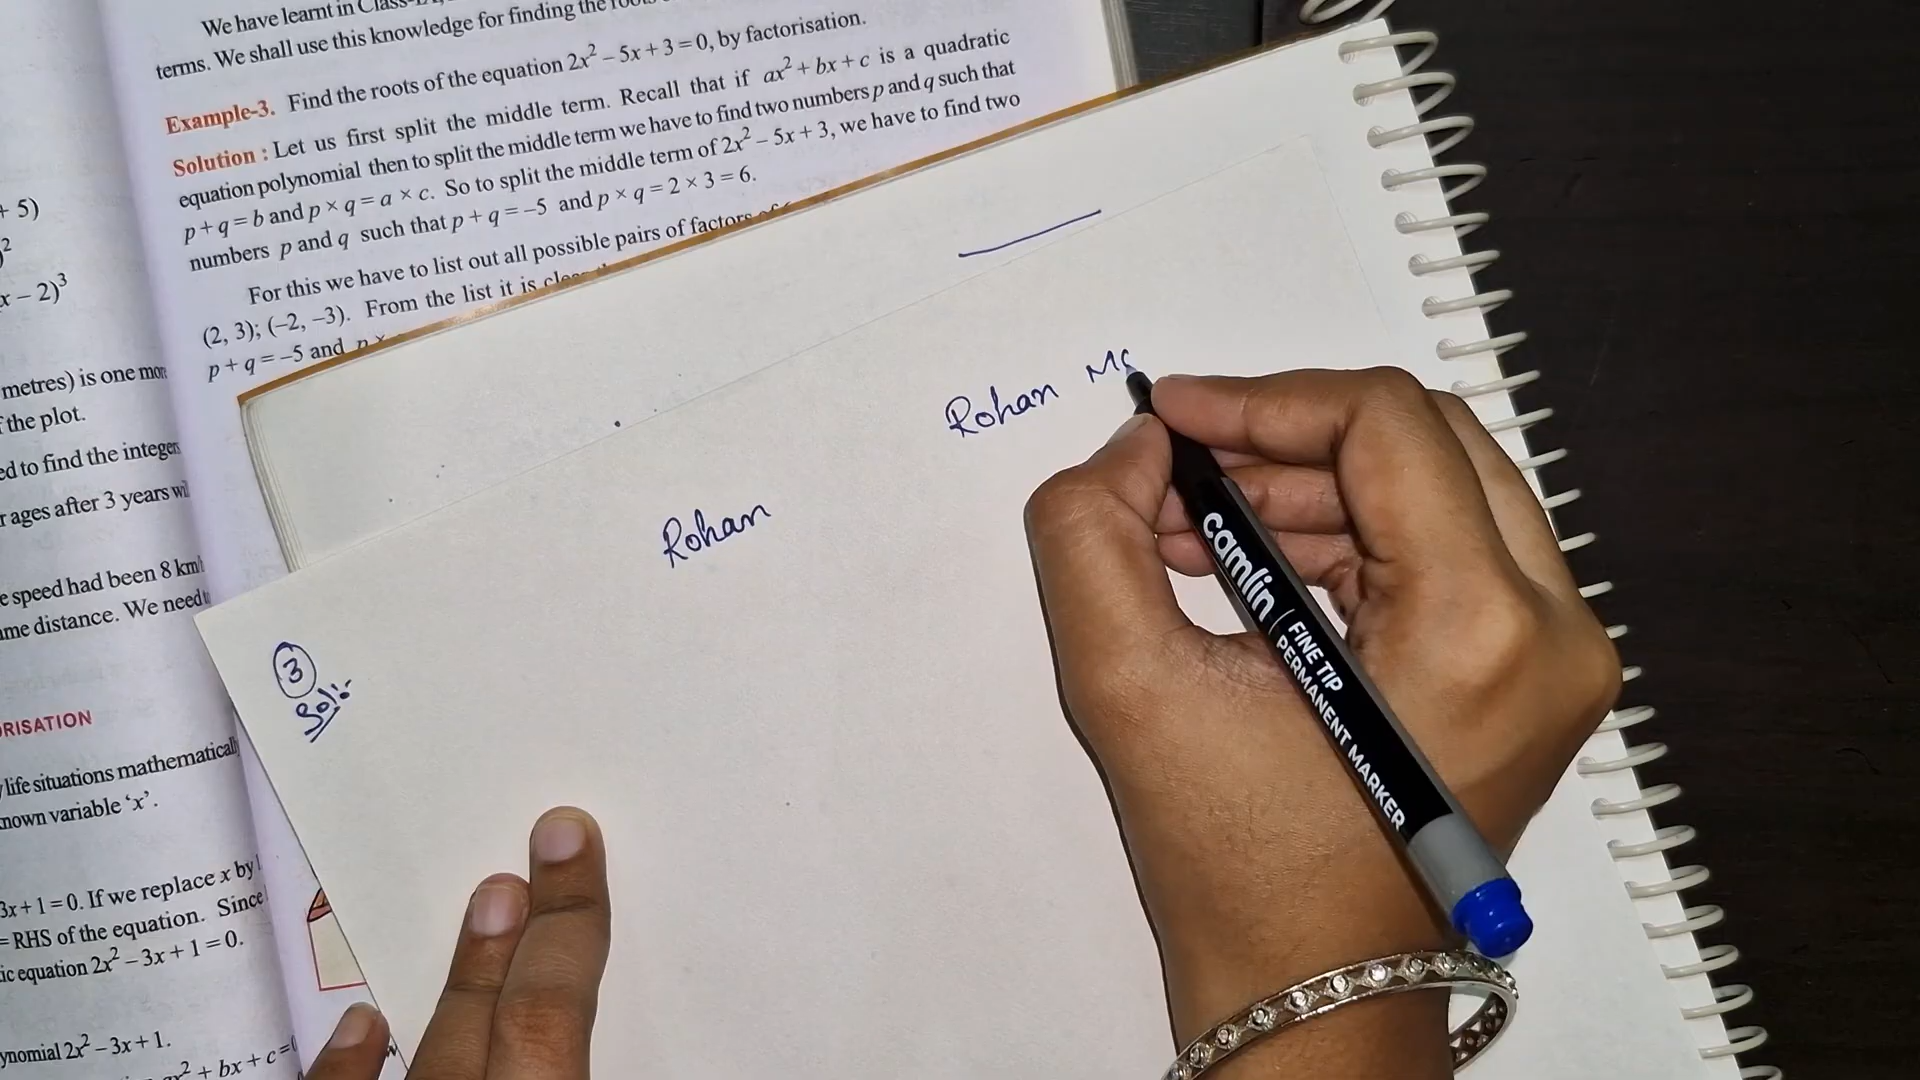 We have learnt in Class-
terms. We shall use this knowledge for finding the
Example-3. Find the roots of the equation 2x² – 5x + 3 = 0, by factorisation.
Solution : Let us first split the middle term. Recall that if ax² + bx + c is a quadratic
equation polynomial then to split the middle term we have to find two numbers p and q such that
p + q = b and p × q = a × c. So to split the middle term of 2x² – 5x + 3, we have to find two
numbers p and q such that p + q = –5 and p × q = 2 × 3 = 6.
For this we have to list out all possible pairs of factors
(2, 3); (–2, –3). From the list it is
p + q = –5 and
+ 5)
)²
x – 2)³
metres) is one
the plot.
ed to find the integers
r ages after 3 years
e speed had been 8 km/h
me distance. We need
RISATION
life situations mathematically
nown variable ‘x’.
3x + 1 = 0. If we replace x by
= RHS of the equation. Since
ic equation 2x² – 3x + 1 = 0.
ynomial 2x² – 3x + 1.
x² + bx + c =
Rohan M
Rohan
3
Sol:-
camlin
FINE TIP
PERMANENT MARKER